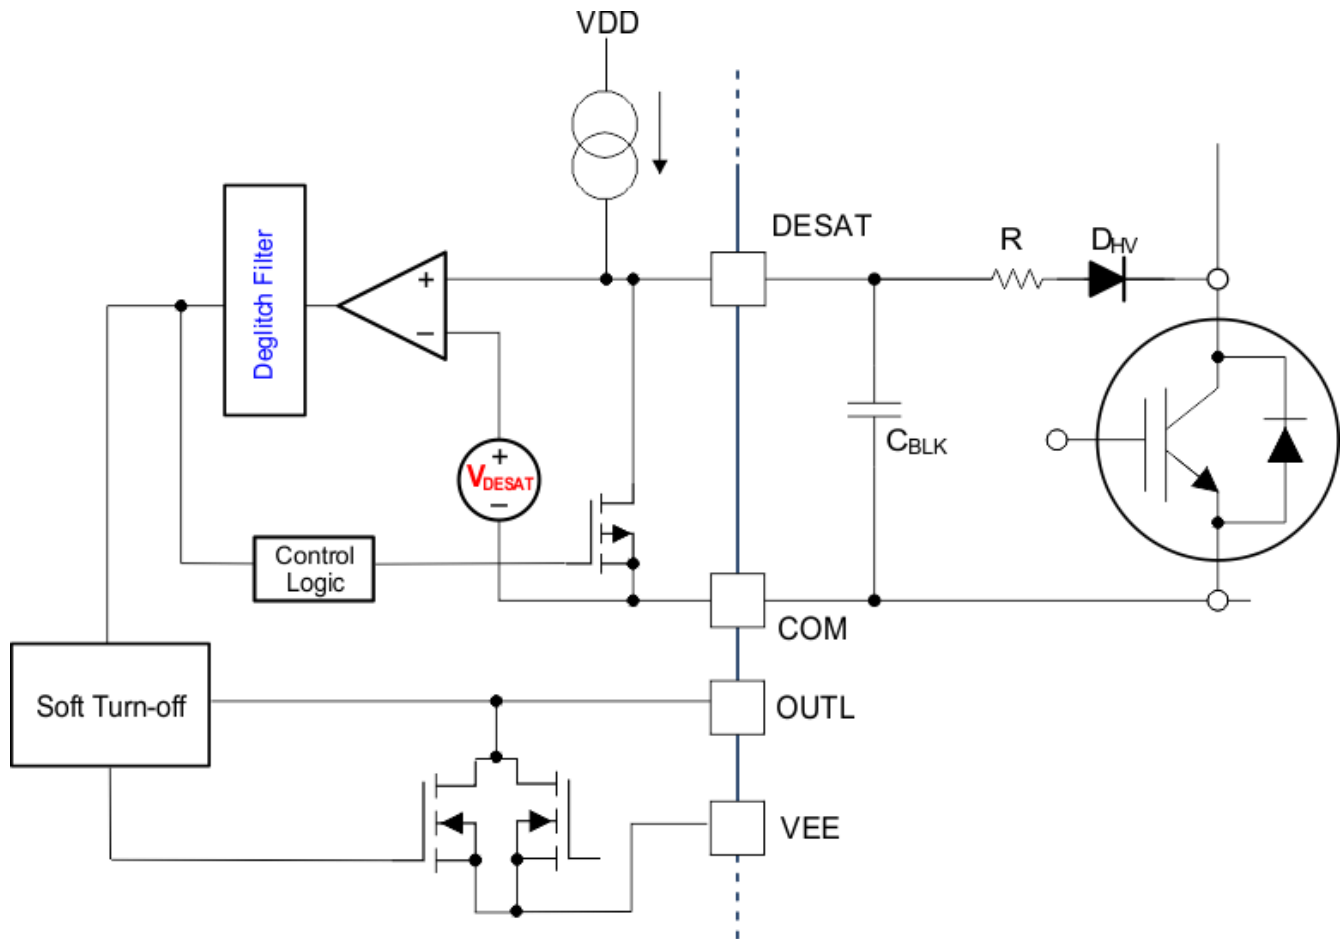 VDD
DESAT
R
DHV
Deglitch Filter
+
−
CBLK
+
VDESAT
−
Control
Logic
COM
Soft Turn-off
OUTL
VEE